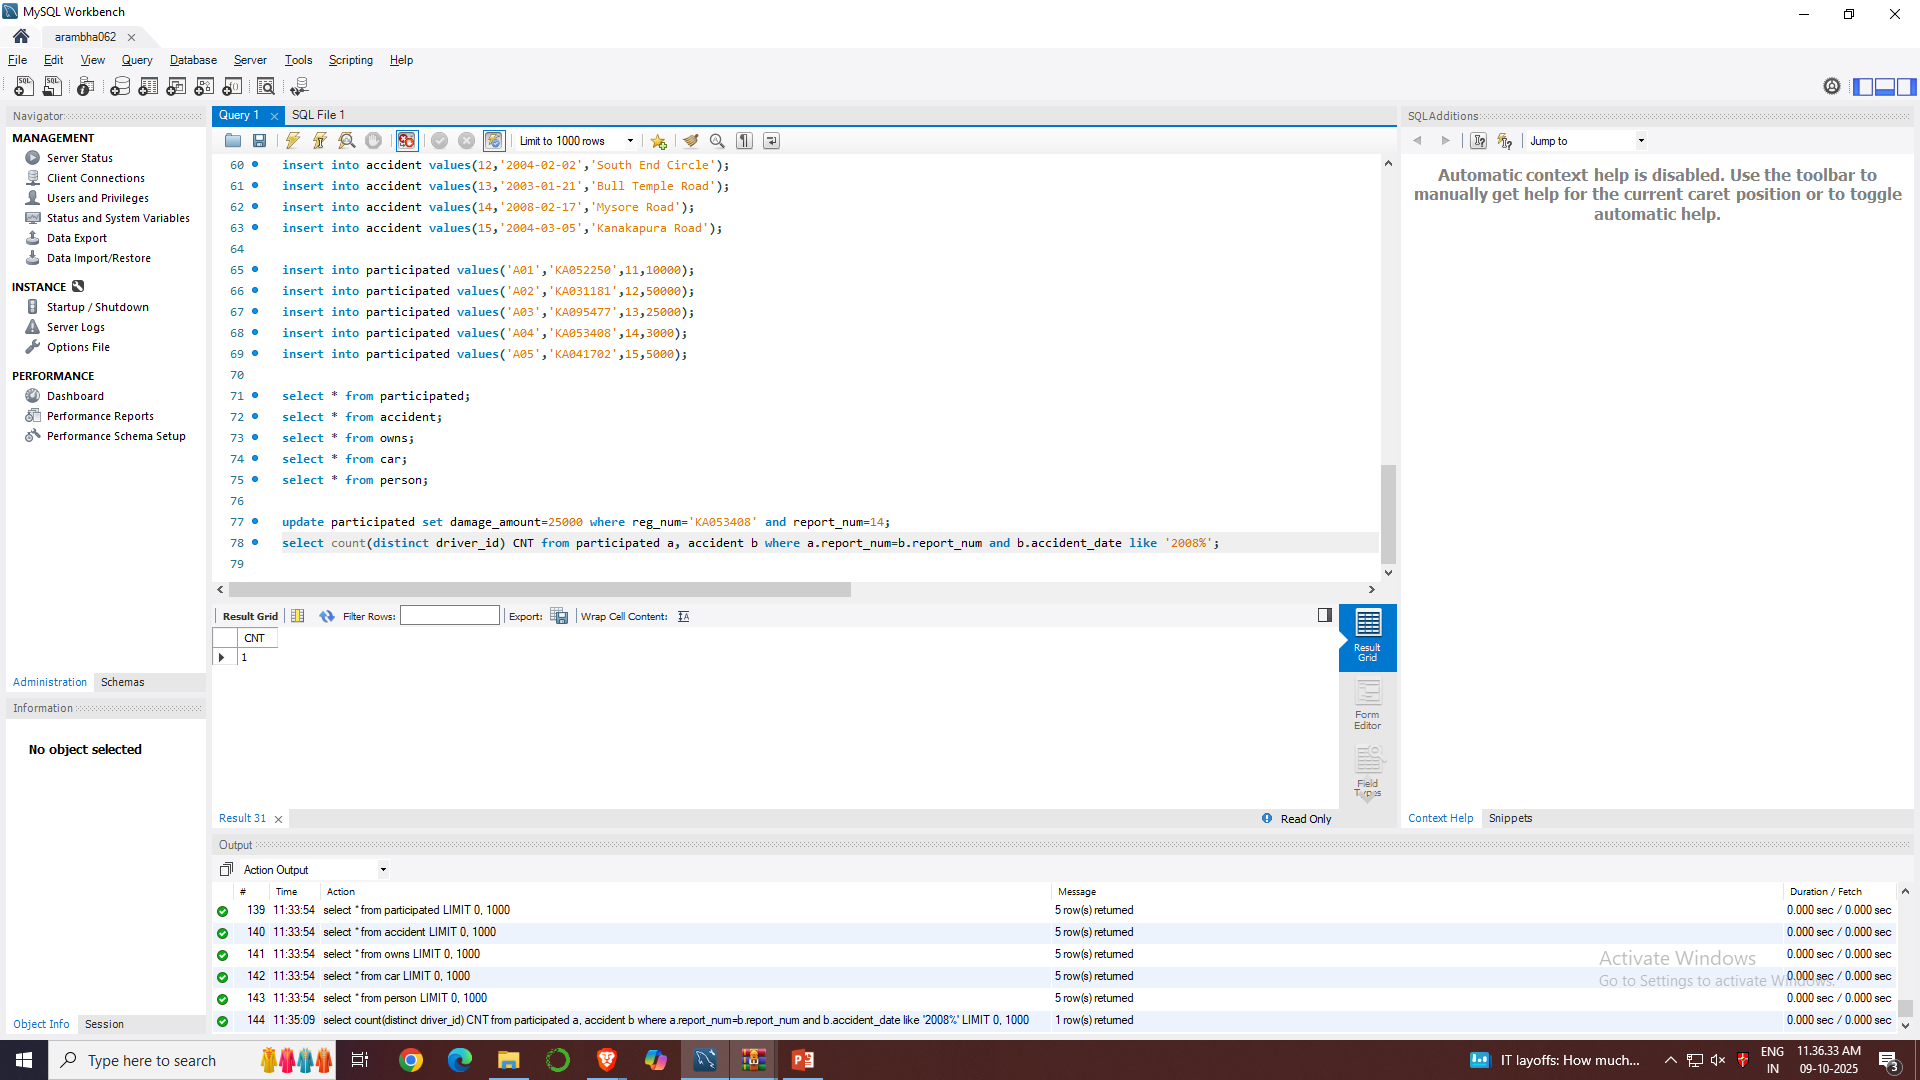 MySQL Workbench
arambha062
File Edit View Query Database Server Tools Scripting Help
Navigator
MANAGEMENT
Server Status
Client Connections
Users and Privileges
Status and System Variables
Data Export
Data Import/Restore
INSTANCE
Startup / Shutdown
Server Logs
Options File
PERFORMANCE
Dashboard
Performance Reports
Performance Schema Setup
Administration Schemas
Information
No object selected
Object Info Session
Query 1 SQL File 1
Limit to 1000 rows
60 insert into accident values(12,'2004-02-02','South End Circle');
61 insert into accident values(13,'2003-01-21','Bull Temple Road');
62 insert into accident values(14,'2008-02-17','Mysore Road');
63 insert into accident values(15,'2004-03-05','Kanakapura Road');
64
65 insert into participated values('A01','KA052250',11,10000);
66 insert into participated values('A02','KA031181',12,50000);
67 insert into participated values('A03','KA095477',13,25000);
68 insert into participated values('A04','KA053408',14,3000);
69 insert into participated values('A05','KA041702',15,5000);
70
71 select * from participated;
72 select * from accident;
73 select * from owns;
74 select * from car;
75 select * from person;
76
77 update participated set damage_amount=25000 where reg_num='KA053408' and report_num=14;
78 select count(distinct driver_id) CNT from participated a, accident b where a.report_num=b.report_num and b.accident_date like '2008%';
79
Result Grid Filter Rows: Export: Wrap Cell Content:
CNT
1
Result Grid
Form Editor
Field Types
Result 31 Read Only
SQLAdditions
Jump to
Automatic context help is disabled. Use the toolbar to
manually get help for the current caret position or to toggle
automatic help.
Context Help Snippets
Output
Action Output
# Time Action Message Duration / Fetch
139 11:33:54 select * from participated LIMIT 0, 1000 5 row(s) returned 0.000 sec / 0.000 sec
140 11:33:54 select * from accident LIMIT 0, 1000 5 row(s) returned 0.000 sec / 0.000 sec
141 11:33:54 select * from owns LIMIT 0, 1000 5 row(s) returned 0.000 sec / 0.000 sec
142 11:33:54 select * from car LIMIT 0, 1000 5 row(s) returned 0.000 sec / 0.000 sec
143 11:33:54 select * from person LIMIT 0, 1000 5 row(s) returned 0.000 sec / 0.000 sec
144 11:35:09 select count(distinct driver_id) CNT from participated a, accident b where a.report_num=b.report_num and b.accident_date like '2008%' LIMIT 0, 1000 1 row(s) returned 0.000 sec / 0.000 sec
Activate Windows
Go to Settings to activate Windows.
Type here to search
IT layoffs: How much...
ENG
IN
11.36.33 AM
09-10-2025
3